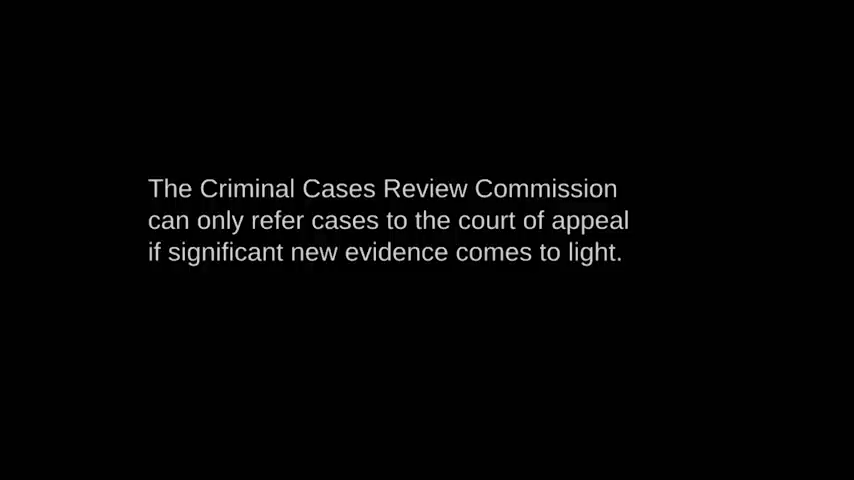 The Criminal Cases Review Commission
can only refer cases to the court of appeal
if significant new evidence comes to light.